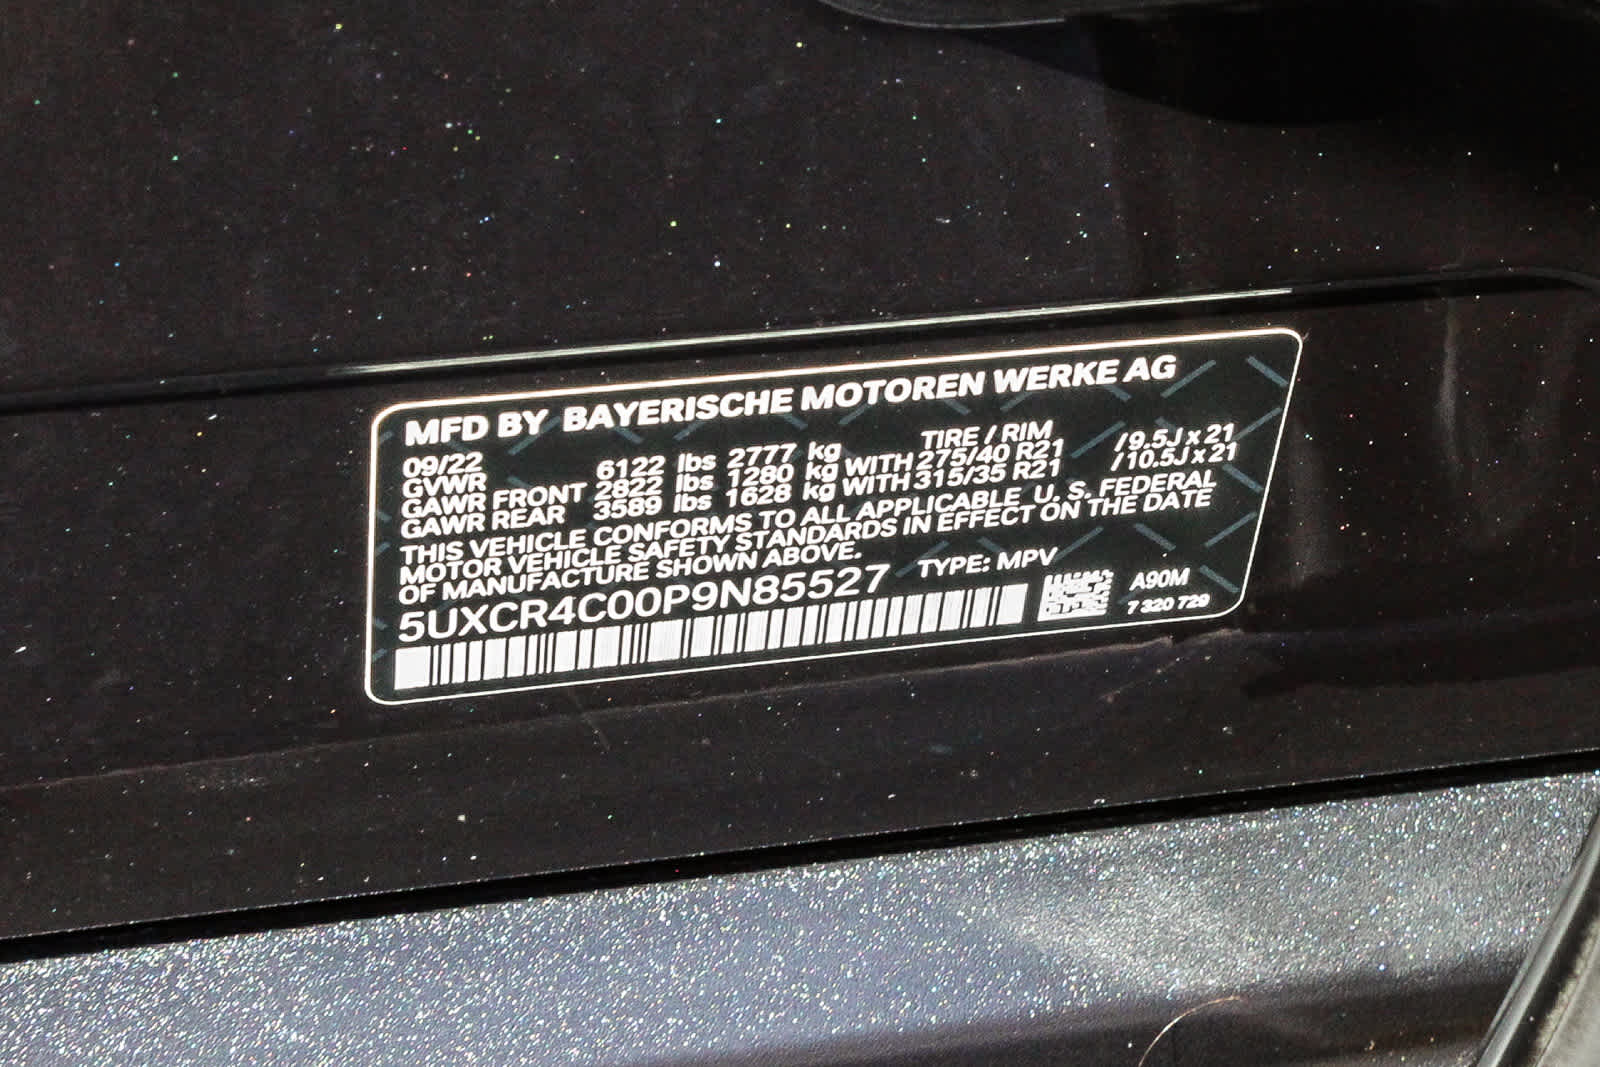 MFD BY BAYERISCHE MOTOREN WERKE AG
09/22 TIRE / RIM
GVWR 6122 lbs 2777 kg
GAWR FRONT 2822 lbs 1280 kg WITH 275/40 R21 / 9.5J x 21
GAWR REAR 3589 lbs 1628 kg WITH 315/35 R21 / 10.5J x 21
THIS VEHICLE CONFORMS TO ALL APPLICABLE U. S. FEDERAL
MOTOR VEHICLE SAFETY STANDARDS IN EFFECT ON THE DATE
OF MANUFACTURE SHOWN ABOVE.
5UXCR4C00P9N85527 TYPE: MPV
A90M
7 320 729